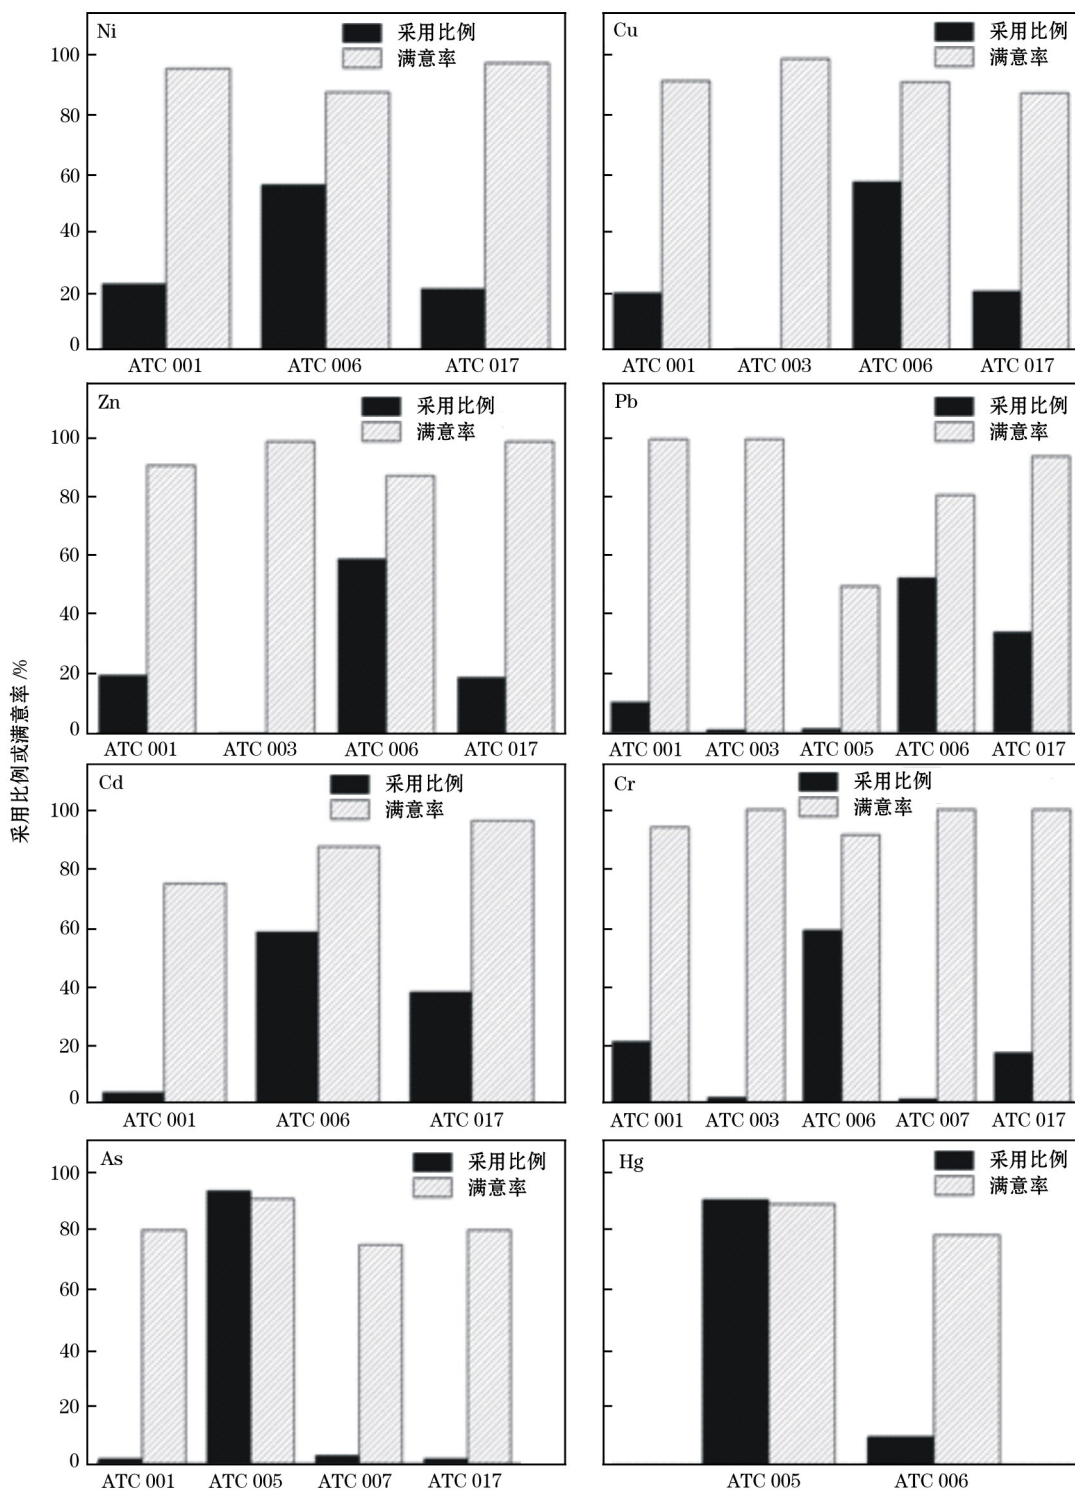 Ni
采用比例
满意率
100
80
60
40
20
0
ATC 001 ATC 006 ATC 017
Cu
采用比例
满意率
ATC 001 ATC 003 ATC 006 ATC 017
Zn
采用比例
满意率
100
80
60
40
20
0
ATC 001 ATC 003 ATC 006 ATC 017
Pb
采用比例
满意率
ATC 001 ATC 003 ATC 005 ATC 006 ATC 017
采用比例或满意率/%
Cd
采用比例
满意率
100
80
60
40
20
0
ATC 001 ATC 006 ATC 017
Cr
采用比例
满意率
ATC 001 ATC 003 ATC 006 ATC 007 ATC 017
As
采用比例
满意率
100
80
60
40
20
0
ATC 001 ATC 005 ATC 007 ATC 017
Hg
采用比例
满意率
ATC 005 ATC 006